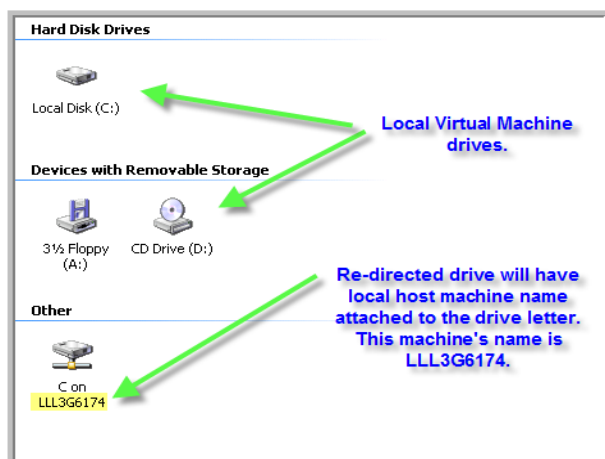 Hard Disk Drives
Local Disk (C:)
Local Virtual Machine
drives.
Devices with Removable Storage
3½ Floppy
(A:)
CD Drive (D:)
Re-directed drive will have
local host machine name
attached to the drive letter.
This machine's name is
LLL3G6174.
Other
C on
LLL3G6174